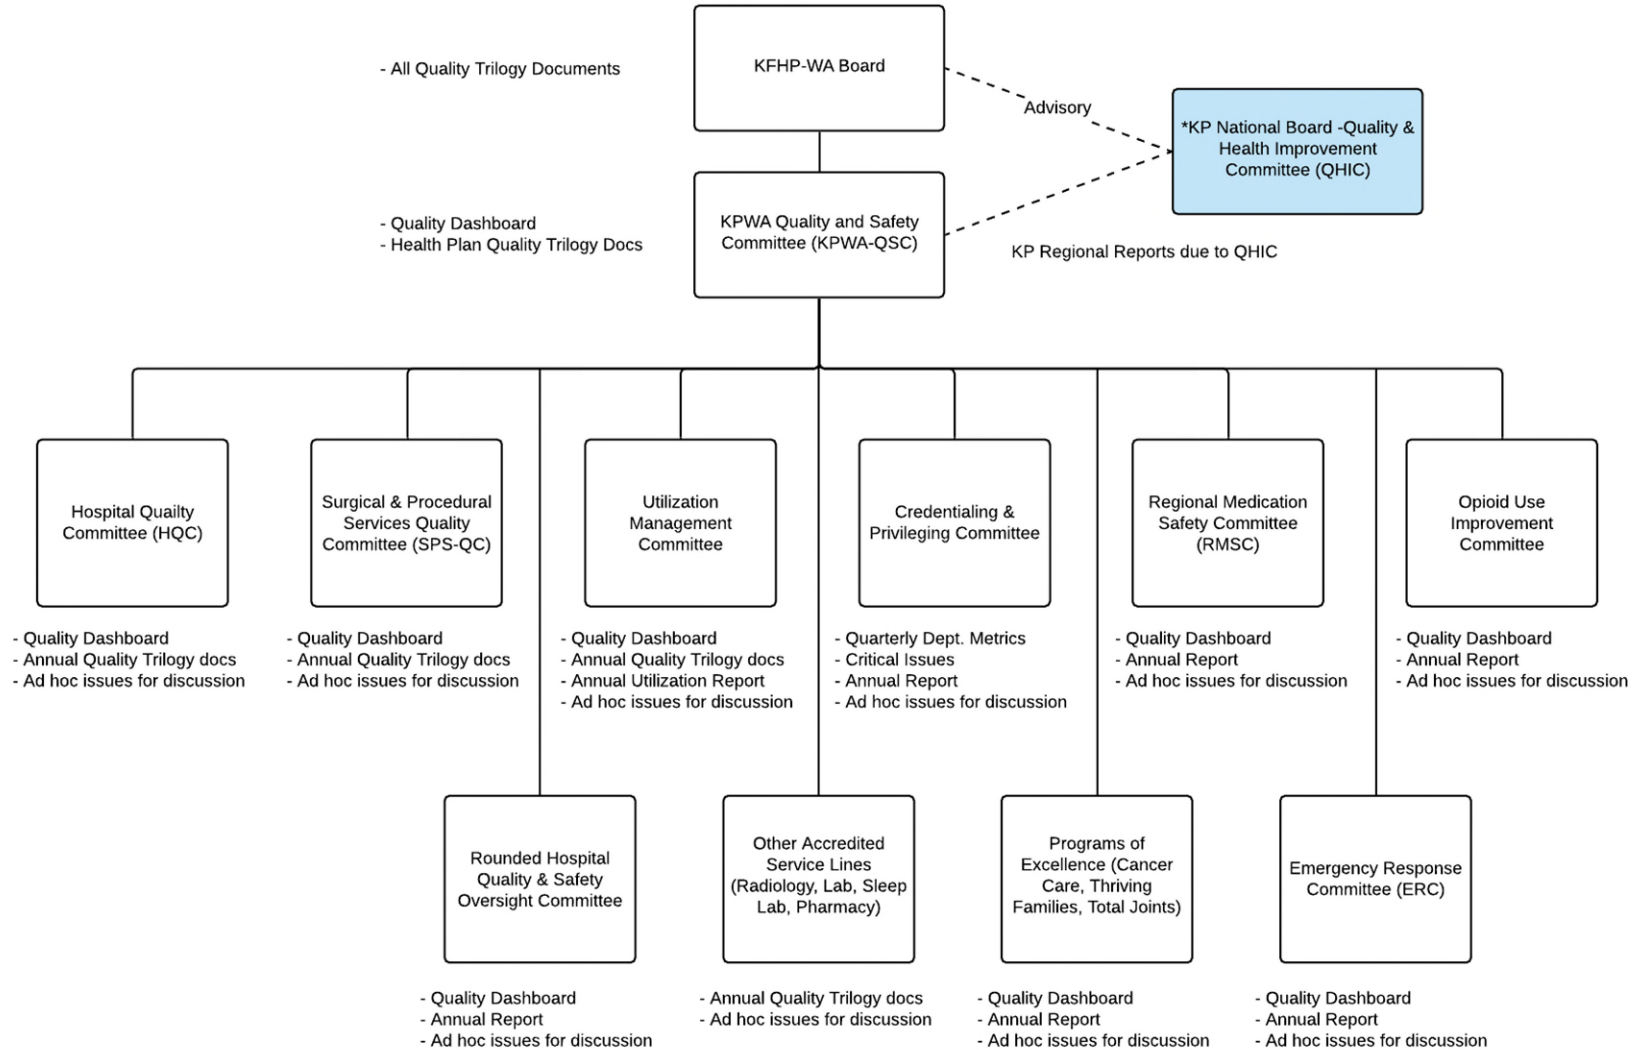 KFHP-WA Board
- All Quality Trilogy Documents
Advisory
*KP National Board -Quality &
Health Improvement
Committee (QHIC)
KPWA Quality and Safety
Committee (KPWA-QSC)
- Quality Dashboard
- Health Plan Quality Trilogy Docs
KP Regional Reports due to QHIC
Hospital Quailty
Committee (HQC)
- Quality Dashboard
- Annual Quality Trilogy docs
- Ad hoc issues for discussion
Surgical & Procedural
Services Quality
Committee (SPS-QC)
- Quality Dashboard
- Annual Quality Trilogy docs
- Ad hoc issues for discussion
Utilization
Management
Committee
- Quality Dashboard
- Annual Quality Trilogy docs
- Annual Utilization Report
- Ad hoc issues for discussion
Credentialing &
Privileging Committee
- Quarterly Dept. Metrics
- Critical Issues
- Annual Report
- Ad hoc issues for discussion
Regional Medication
Safety Committee
(RMSC)
- Quality Dashboard
- Annual Report
- Ad hoc issues for discussion
Opioid Use
Improvement
Committee
- Quality Dashboard
- Annual Report
- Ad hoc issues for discussion
Rounded Hospital
Quality & Safety
Oversight Committee
- Quality Dashboard
- Annual Report
- Ad hoc issues for discussion
Other Accredited
Service Lines
(Radiology, Lab, Sleep
Lab, Pharmacy)
- Annual Quality Trilogy docs
- Ad hoc issues for discussion
Programs of
Excellence (Cancer
Care, Thriving
Families, Total Joints)
- Quality Dashboard
- Annual Report
- Ad hoc issues for discussion
Emergency Response
Committee (ERC)
- Quality Dashboard
- Annual Report
- Ad hoc issues for discussion